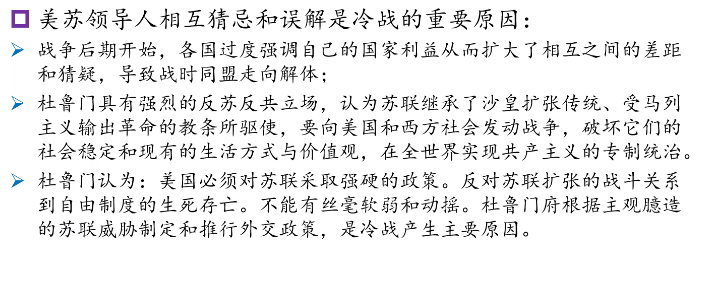 美苏领导人相互猜忌和误解是冷战的重要原因：
战争后期开始，各国过度强调自己的国家利益从而扩大了相互之间的差距
和猜疑，导致战时同盟走向解体；
杜鲁门具有强烈的反苏反共立场，认为苏联继承了沙皇扩张传统、受马列
主义输出革命的教条所驱使，要向美国和西方社会发动战争，破坏它们的
社会稳定和现有的生活方式与价值观，在全世界实现共产主义的专制统治。
杜鲁门认为：美国必须对苏联采取强硬的政策。反对苏联扩张的战斗关系
到自由制度的生死存亡。不能有丝毫软弱和动摇。杜鲁门府根据主观臆造
的苏联威胁制定和推行外交政策，是冷战产生主要原因。